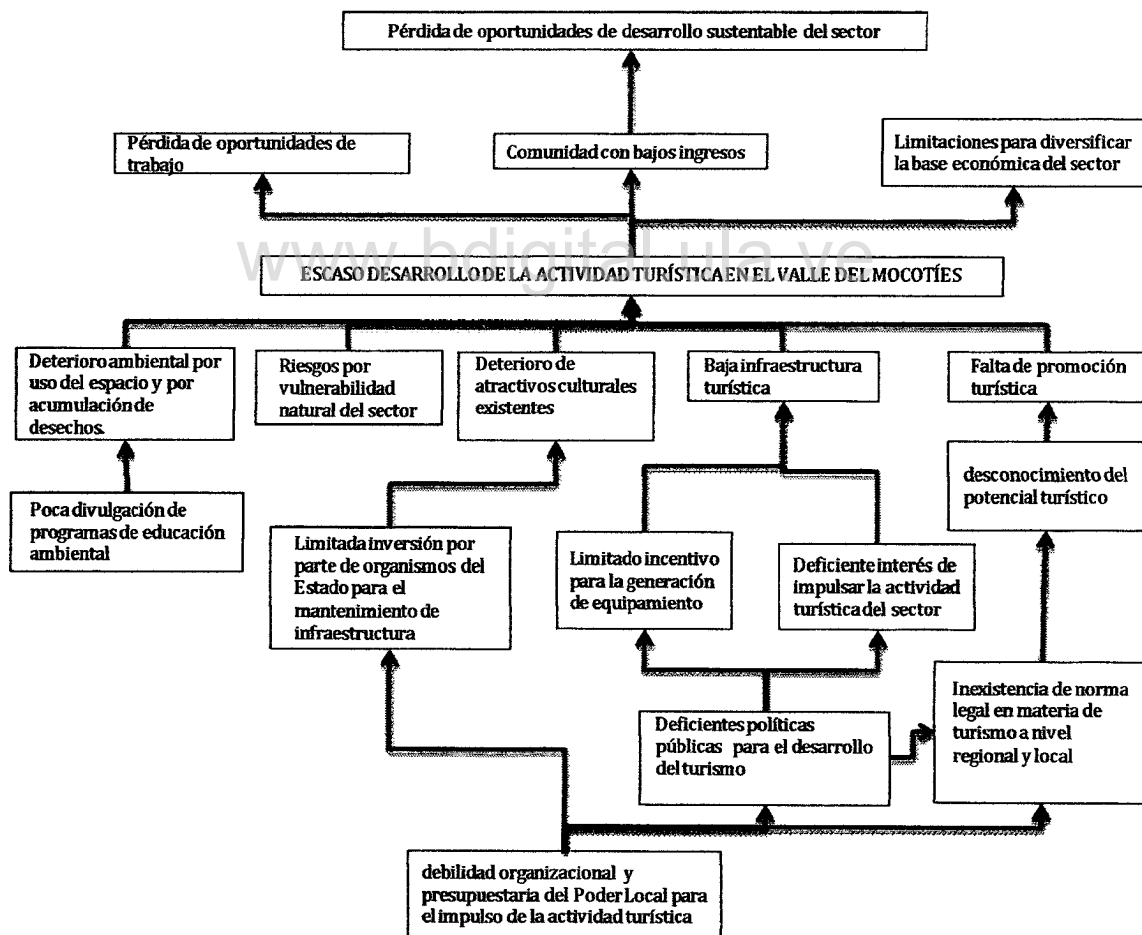 Pérdida de oportunidades de desarrollo sustentable del sector
Pérdida de oportunidades de
trabajo
Comunidad con bajos ingresos
Limitaciones para diversificar
la base económica del sector
www.bdigital.ula.ve
ESCASO DESARROLLO DE LA ACTIVIDAD TURÍSTICA EN EL VALLE DEL MOCOTÍES
Deterioro ambiental por
uso del espacio y por
acumulación de
desechos.
Riesgos por
vulnerabilidad
natural del sector
Deterioro de
atractivos culturales
existentes
Baja infraestructura
turística
Falta de promoción
turística
Poca divulgación de
programas de educación
ambiental
Limitada inversión por
parte de organismos del
Estado para el
mantenimiento de
infraestructura
Limitado incentivo
para la generación
de equipamiento
Deficiente interés de
impulsar la actividad
turística del sector
desconocimiento del
potencial turístico
Deficientes políticas
públicas para el desarrollo
del turismo
Inexistencia de norma
legal en materia de
turismo a nivel
regional y local
debilidad organizacional y
presupuestaria del Poder Local para
el impulso de la actividad turística